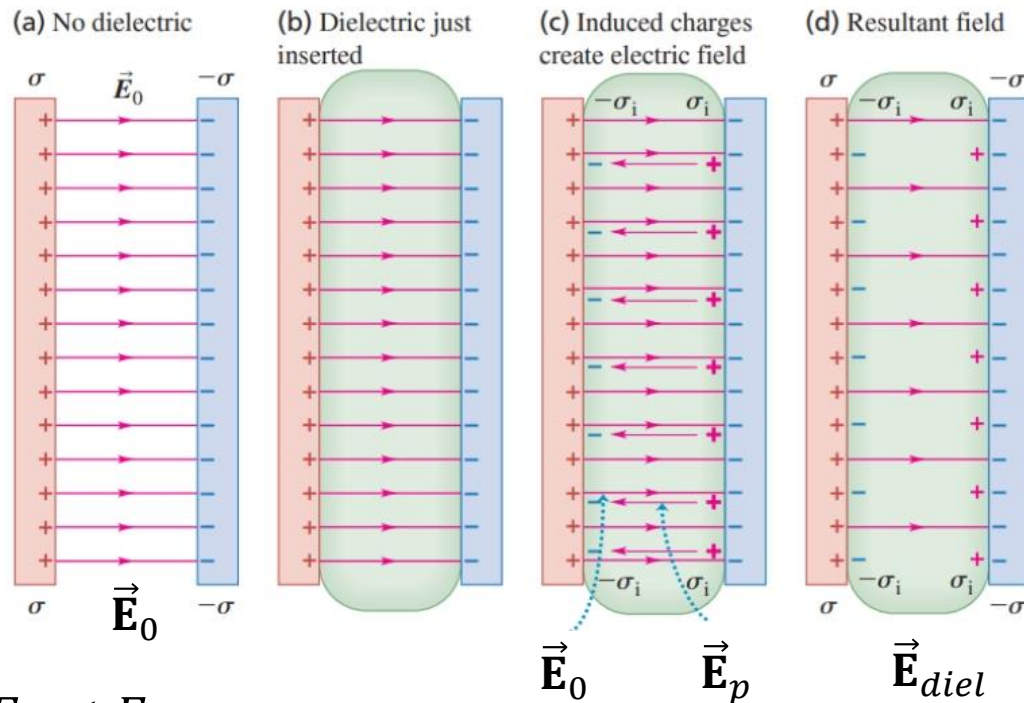 (a) No dielectric
(b) Dielectric just
inserted
(c) Induced charges
create electric field
(d) Resultant field
σ
E⃗₀
−σ
−σᵢ
σᵢ
σ
−σᵢ
σᵢ
−σ
−σᵢ
σᵢ
−σᵢ
σᵢ
σ
E⃗₀
−σ
σ
−σ
E⃗₀
E⃗ₚ
E⃗_diel